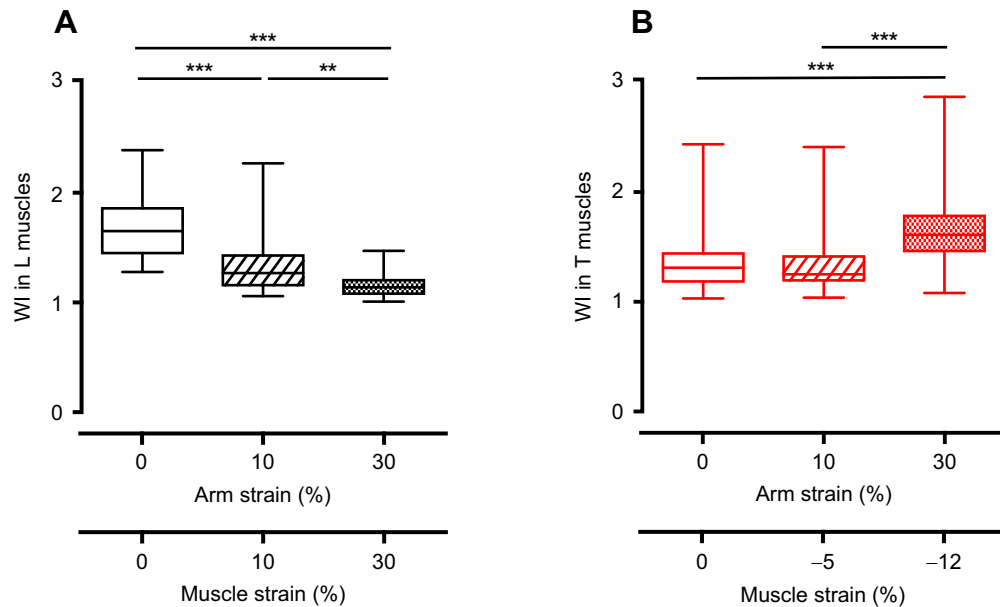 A
***
***
**
3
2
1
0
WI in L muscles
0 10 30
Arm strain (%)
0 10 30
Muscle strain (%)
B
***
***
3
2
1
0
WI in T muscles
0 10 30
Arm strain (%)
0 –5 –12
Muscle strain (%)